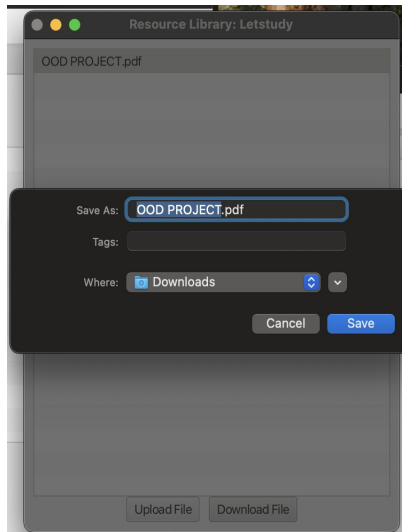 Resource Library: Letstudy
OOD PROJECT.pdf
Save As: OOD PROJECT.pdf
Tags:
Where: Downloads
Cancel Save
Upload File Download File